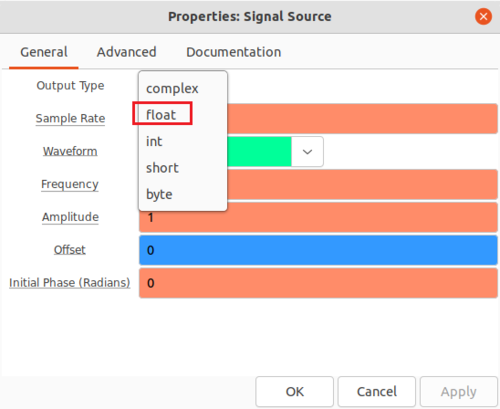 Properties: Signal Source
General Advanced Documentation
Output Type
complex
Sample Rate
float
Waveform
int
short
Frequency
byte
Amplitude 1
Offset 0
Initial Phase (Radians) 0
OK Cancel Apply